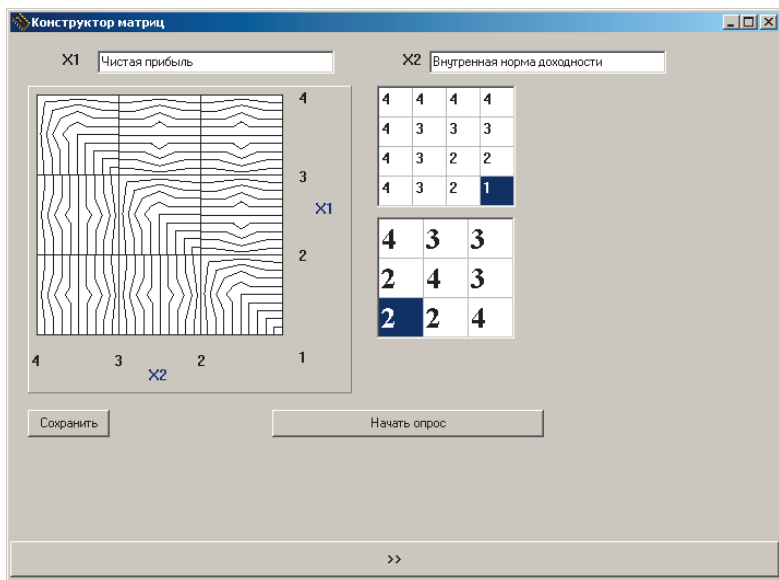 Конструктор матриц
X1 Чистая прибыль X2 Внутренная норма доходности
4
3
X1
2
4 3 2 1
X2
4 4 4 4
4 3 3 3
4 3 2 2
4 3 2 1
4 3 3
2 4 3
2 2 4
Сохранить Начать опрос
>>